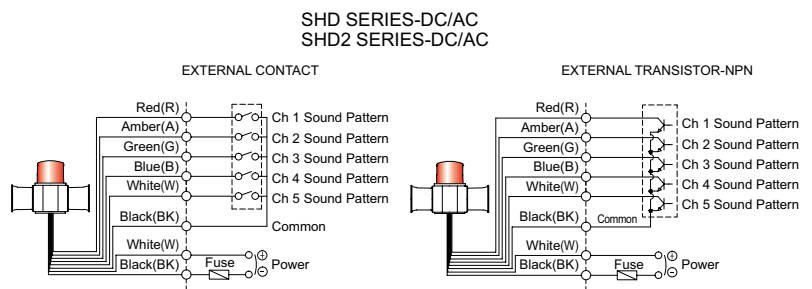 SHD SERIES-DC/AC
SHD2 SERIES-DC/AC
EXTERNAL CONTACT
Red(R)
Amber(A)
Green(G)
Blue(B)
White(W)
Black(BK)
White(W)
Black(BK)
Fuse
Ch 1 Sound Pattern
Ch 2 Sound Pattern
Ch 3 Sound Pattern
Ch 4 Sound Pattern
Ch 5 Sound Pattern
Common
⊕
⊖
Power
EXTERNAL TRANSISTOR-NPN
Red(R)
Amber(A)
Green(G)
Blue(B)
White(W)
Black(BK)
Common
White(W)
Black(BK)
Fuse
Ch 1 Sound Pattern
Ch 2 Sound Pattern
Ch 3 Sound Pattern
Ch 4 Sound Pattern
Ch 5 Sound Pattern
⊕
⊖
Power